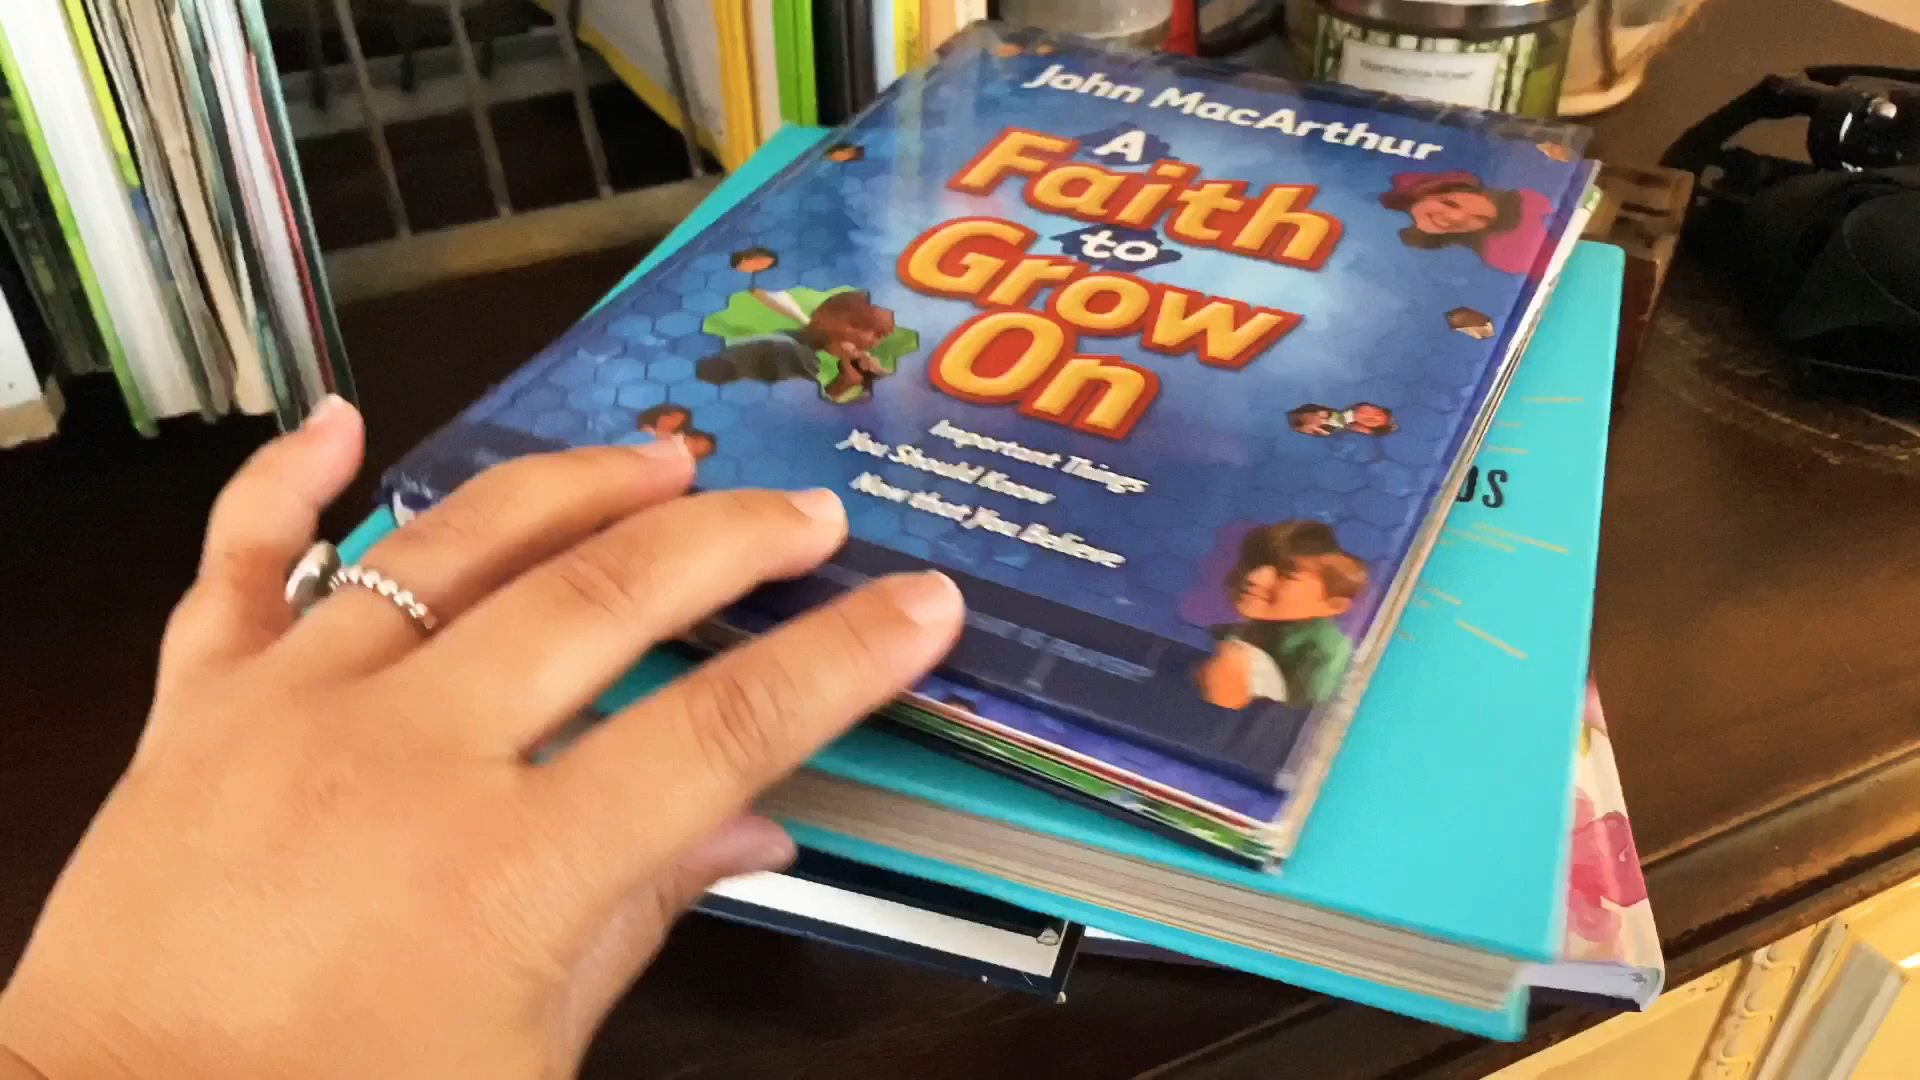 John MacArthur
A
Faith
to
Grow
On
Important Things
You Should Know
Now that You Believe